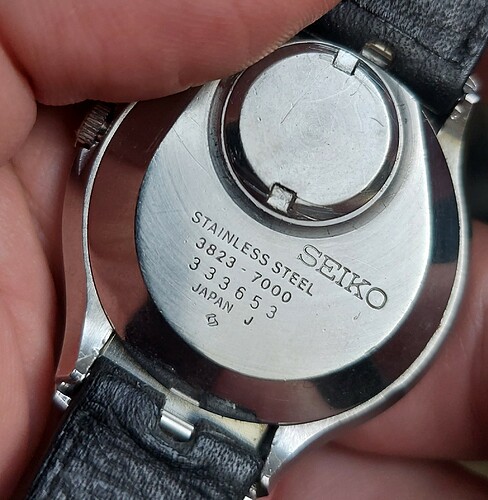 SEIKO
STAINLESS STEEL
3823-7000
333653
JAPAN J